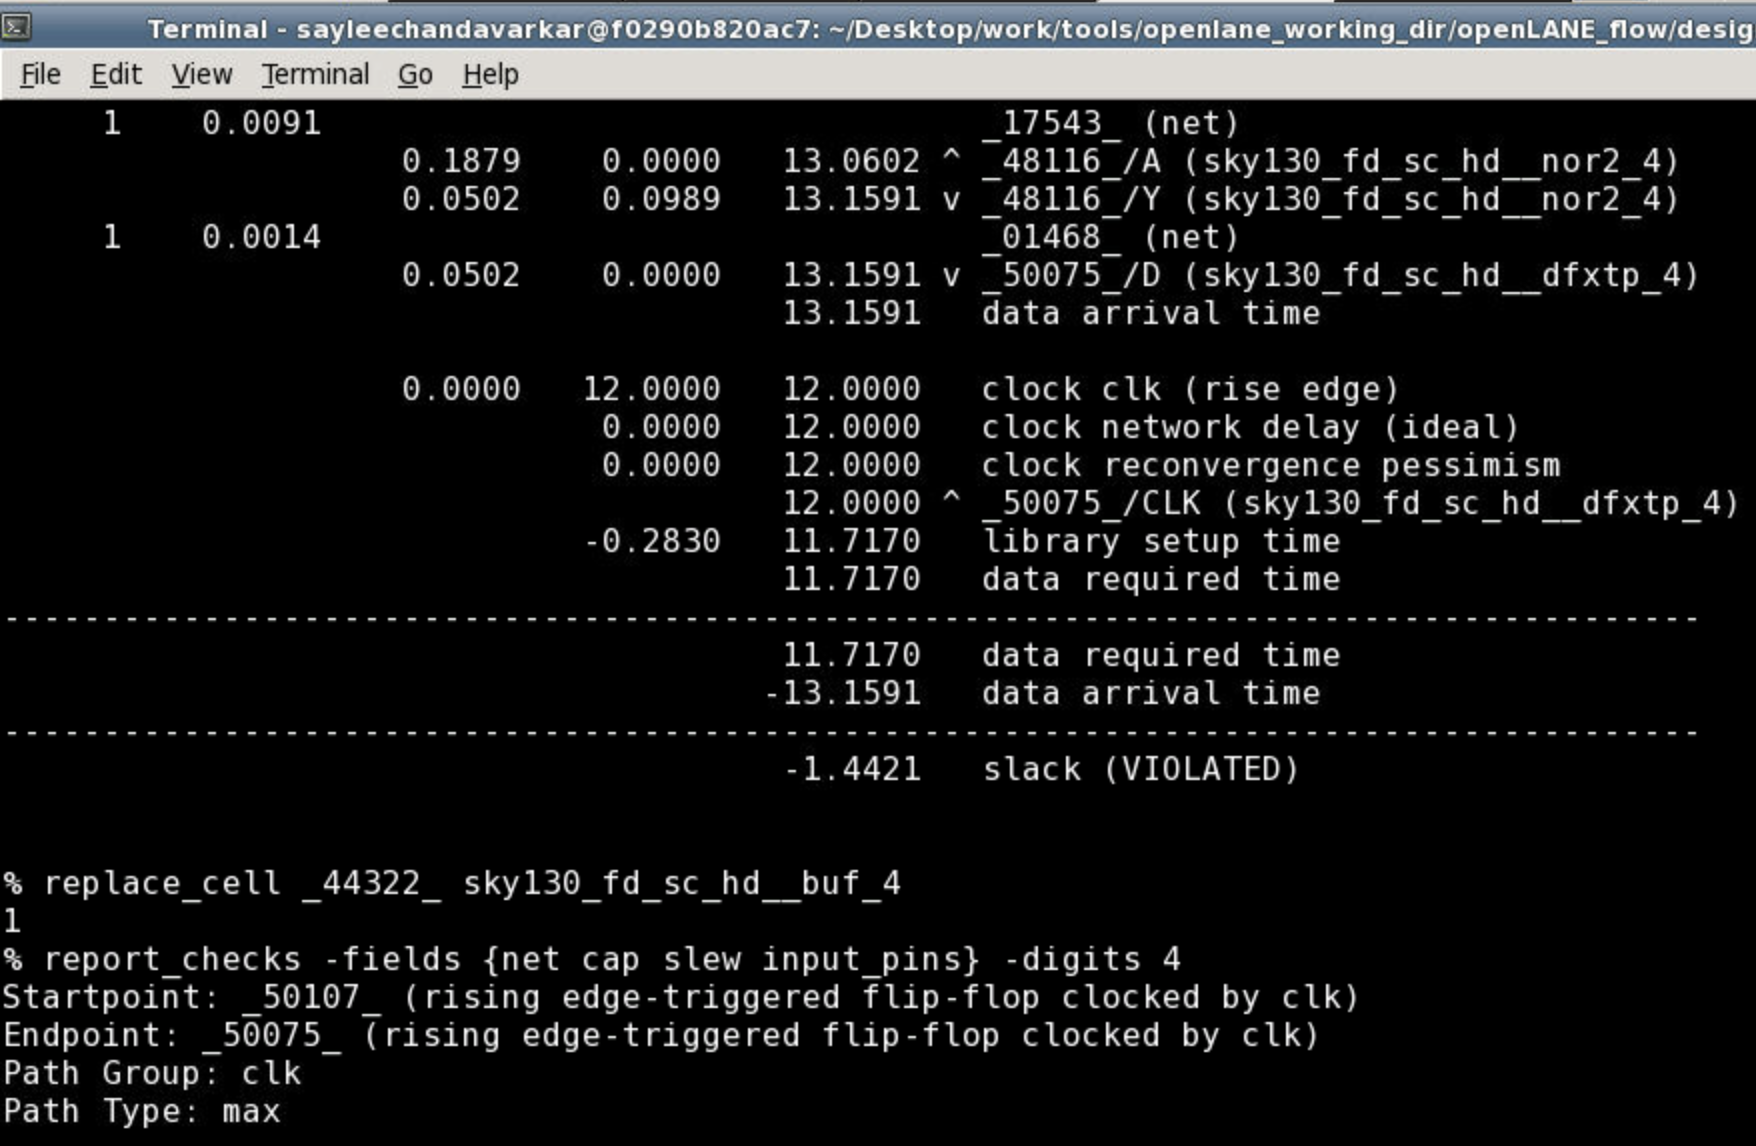 Terminal - sayleechandavarkar@f0290b820ac7: ~/Desktop/work/tools/openlane_working_dir/openLANE_flow/desig
File Edit View Terminal Go Help
1 0.0091 _17543_ (net)
0.1879 0.0000 13.0602 ^ _48116_/A (sky130_fd_sc_hd__nor2_4)
0.0502 0.0989 13.1591 v _48116_/Y (sky130_fd_sc_hd__nor2_4)
1 0.0014 _01468_ (net)
0.0502 0.0000 13.1591 v _50075_/D (sky130_fd_sc_hd__dfxtp_4)
13.1591 data arrival time
0.0000 12.0000 12.0000 clock clk (rise edge)
0.0000 12.0000 clock network delay (ideal)
0.0000 12.0000 clock reconvergence pessimism
12.0000 ^ _50075_/CLK (sky130_fd_sc_hd__dfxtp_4)
-0.2830 11.7170 library setup time
11.7170 data required time
-------------------------------------------------------------------------------------
11.7170 data required time
-13.1591 data arrival time
-------------------------------------------------------------------------------------
-1.4421 slack (VIOLATED)
% replace_cell _44322_ sky130_fd_sc_hd__buf_4
1
% report_checks -fields {net cap slew input_pins} -digits 4
Startpoint: _50107_ (rising edge-triggered flip-flop clocked by clk)
Endpoint: _50075_ (rising edge-triggered flip-flop clocked by clk)
Path Group: clk
Path Type: max